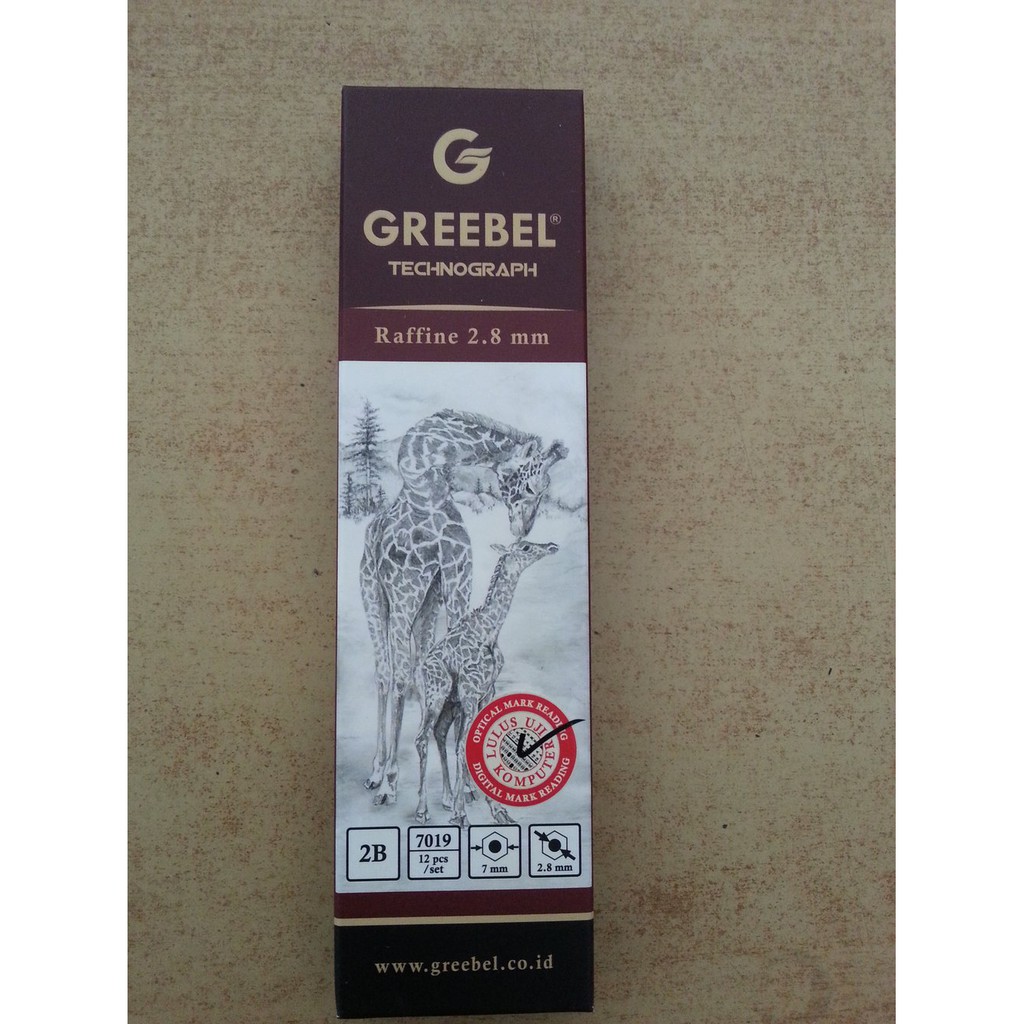 G
GREEBEL®
TECHNOGRAPH
Raffine 2.8 mm
OPTICAL MARK READING
LULUS UJI
KOMPUTER
DIGITAL MARK READING
2B
7019
12 pcs
/set
7 mm
2.8 mm
www.greebel.co.id